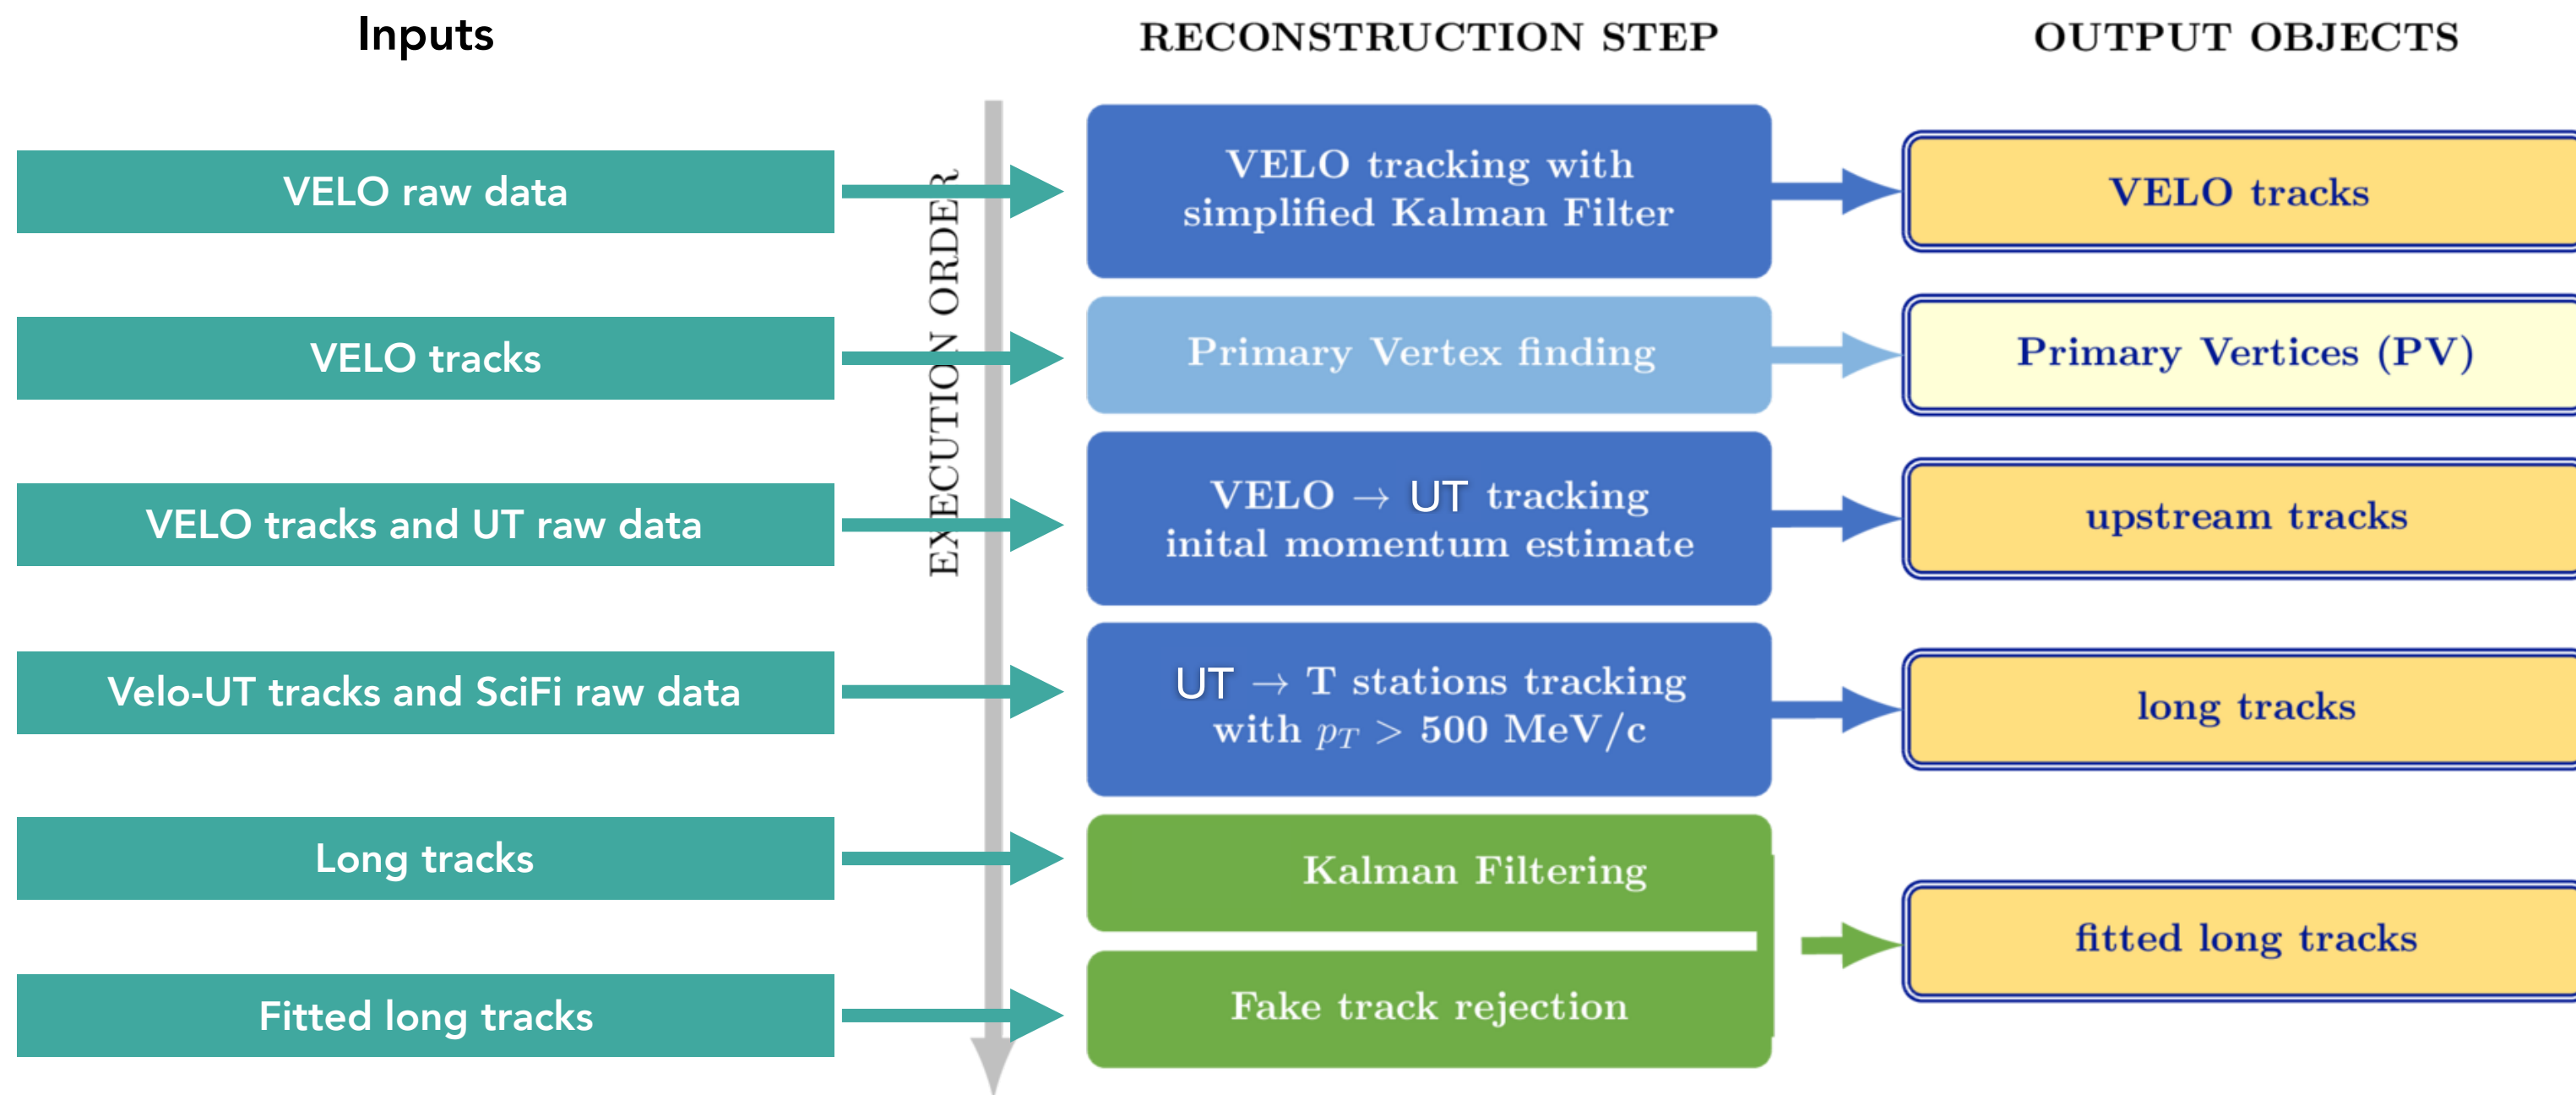 Inputs
RECONSTRUCTION STEP
OUTPUT OBJECTS
EXECUTION ORDER
VELO raw data
VELO tracking with
simplified Kalman Filter
VELO tracks
VELO tracks
Primary Vertex finding
Primary Vertices (PV)
VELO tracks and UT raw data
VELO → UT tracking
inital momentum estimate
upstream tracks
Velo-UT tracks and SciFi raw data
UT → T stations tracking
with pT > 500 MeV/c
long tracks
Long tracks
Kalman Filtering
fitted long tracks
Fitted long tracks
Fake track rejection